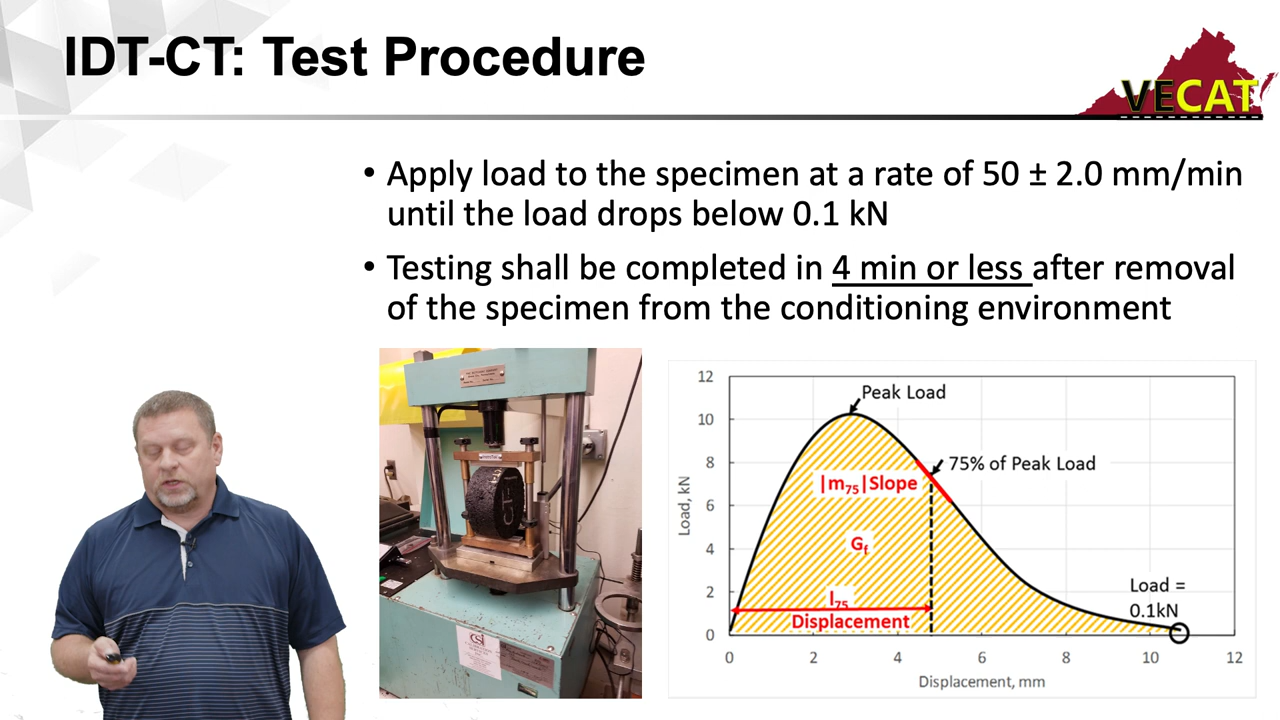 IDT-CT: Test Procedure
VECAT
• Apply load to the specimen at a rate of 50 ± 2.0 mm/min
until the load drops below 0.1 kN
• Testing shall be completed in 4 min or less after removal
of the specimen from the conditioning environment
CT-1
CSI
12
10
8
6
4
2
0
Load, kN
Peak Load
75% of Peak Load
|m75|Slope
Gf
l75
Displacement
Load =
0.1kN
0 2 4 6 8 10 12
Displacement, mm